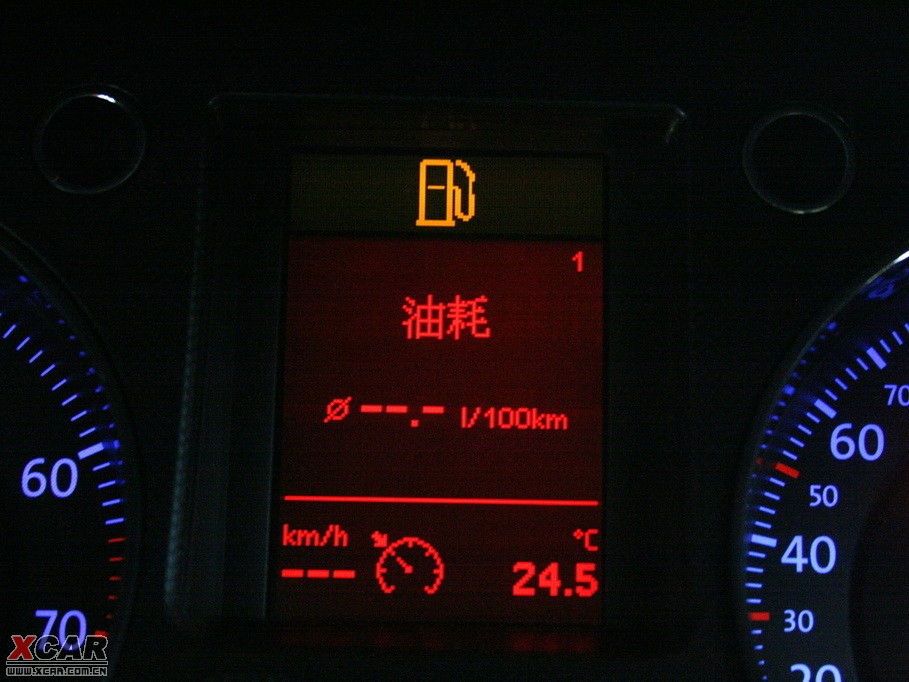 1
油耗
Ø --.- l/100km
km/h °C
--- 24.5
60
70
70
60
50
40
30
20
XCAR
WWW.XCAR.COM.CN